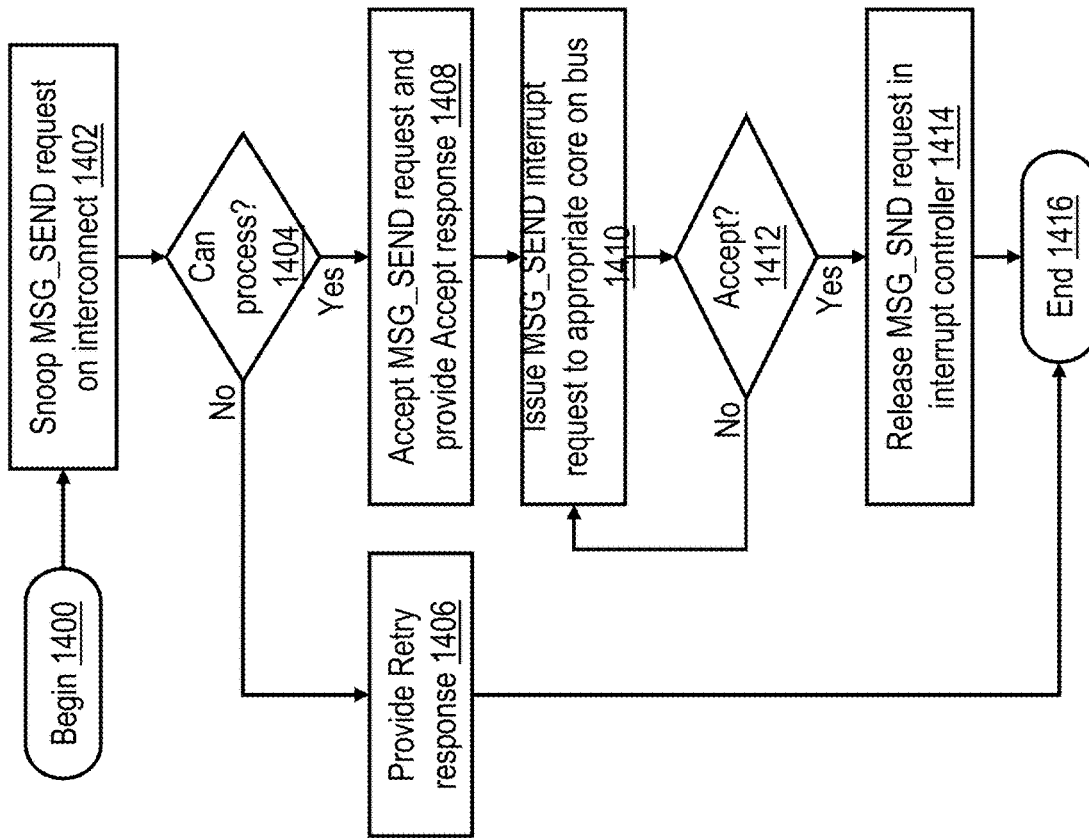 Begin 1400
Snoop MSG_SEND request
on interconnect 1402
Can
process?
1404
No
Yes
Provide Retry
response 1406
Accept MSG_SEND request and
provide Accept response 1408
Issue MSG_SEND interrupt
request to appropriate core on bus
1410
Accept?
1412
No
Yes
Release MSG_SND request in
interrupt controller 1414
End 1416